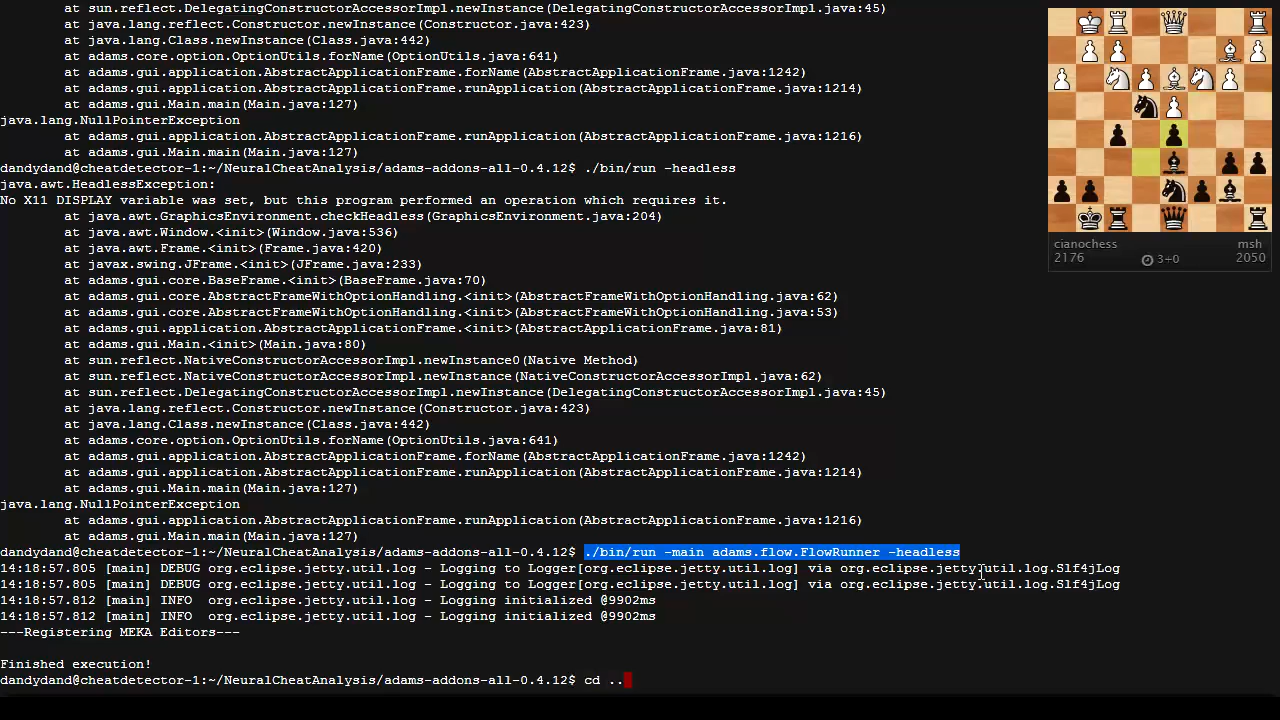 at sun.reflect.DelegatingConstructorAccessorImpl.newInstance(DelegatingConstructorAccessorImpl.java:45)
at java.lang.reflect.Constructor.newInstance(Constructor.java:423)
at java.lang.Class.newInstance(Class.java:442)
at adams.core.option.OptionUtils.forName(OptionUtils.java:641)
at adams.gui.application.AbstractApplicationFrame.forName(AbstractApplicationFrame.java:1242)
at adams.gui.application.AbstractApplicationFrame.runApplication(AbstractApplicationFrame.java:1214)
at adams.gui.Main.main(Main.java:127)
java.lang.NullPointerException
at adams.gui.application.AbstractApplicationFrame.runApplication(AbstractApplicationFrame.java:1216)
at adams.gui.Main.main(Main.java:127)
dandydand@cheatdetector-1:~/NeuralCheatAnalysis/adams-addons-all-0.4.12$ ./bin/run -headless
java.awt.HeadlessException:
No X11 DISPLAY variable was set, but this program performed an operation which requires it.
at java.awt.GraphicsEnvironment.checkHeadless(GraphicsEnvironment.java:204)
at java.awt.Window.<init>(Window.java:536)
at java.awt.Frame.<init>(Frame.java:420)
at javax.swing.JFrame.<init>(JFrame.java:233)
at adams.gui.core.BaseFrame.<init>(BaseFrame.java:70)
at adams.gui.core.AbstractFrameWithOptionHandling.<init>(AbstractFrameWithOptionHandling.java:62)
at adams.gui.core.AbstractFrameWithOptionHandling.<init>(AbstractFrameWithOptionHandling.java:53)
at adams.gui.application.AbstractApplicationFrame.<init>(AbstractApplicationFrame.java:81)
at adams.gui.Main.<init>(Main.java:80)
at sun.reflect.NativeConstructorAccessorImpl.newInstance0(Native Method)
at sun.reflect.NativeConstructorAccessorImpl.newInstance(NativeConstructorAccessorImpl.java:62)
at sun.reflect.DelegatingConstructorAccessorImpl.newInstance(DelegatingConstructorAccessorImpl.java:45)
at java.lang.reflect.Constructor.newInstance(Constructor.java:423)
at java.lang.Class.newInstance(Class.java:442)
at adams.core.option.OptionUtils.forName(OptionUtils.java:641)
at adams.gui.application.AbstractApplicationFrame.forName(AbstractApplicationFrame.java:1242)
at adams.gui.application.AbstractApplicationFrame.runApplication(AbstractApplicationFrame.java:1214)
at adams.gui.Main.main(Main.java:127)
java.lang.NullPointerException
at adams.gui.application.AbstractApplicationFrame.runApplication(AbstractApplicationFrame.java:1216)
at adams.gui.Main.main(Main.java:127)
dandydand@cheatdetector-1:~/NeuralCheatAnalysis/adams-addons-all-0.4.12$ ./bin/run -main adams.flow.FlowRunner -headless
14:18:57.805 [main] DEBUG org.eclipse.jetty.util.log - Logging to Logger[org.eclipse.jetty.util.log] via org.eclipse.jetty.util.log.Slf4jLog
14:18:57.805 [main] DEBUG org.eclipse.jetty.util.log - Logging to Logger[org.eclipse.jetty.util.log] via org.eclipse.jetty.util.log.Slf4jLog
14:18:57.812 [main] INFO  org.eclipse.jetty.util.log - Logging initialized @9902ms
14:18:57.812 [main] INFO  org.eclipse.jetty.util.log - Logging initialized @9902ms
---Registering MEKA Editors---
Finished execution!
dandydand@cheatdetector-1:~/NeuralCheatAnalysis/adams-addons-all-0.4.12$ cd ..
cianochess msh
2176 3+0 2050